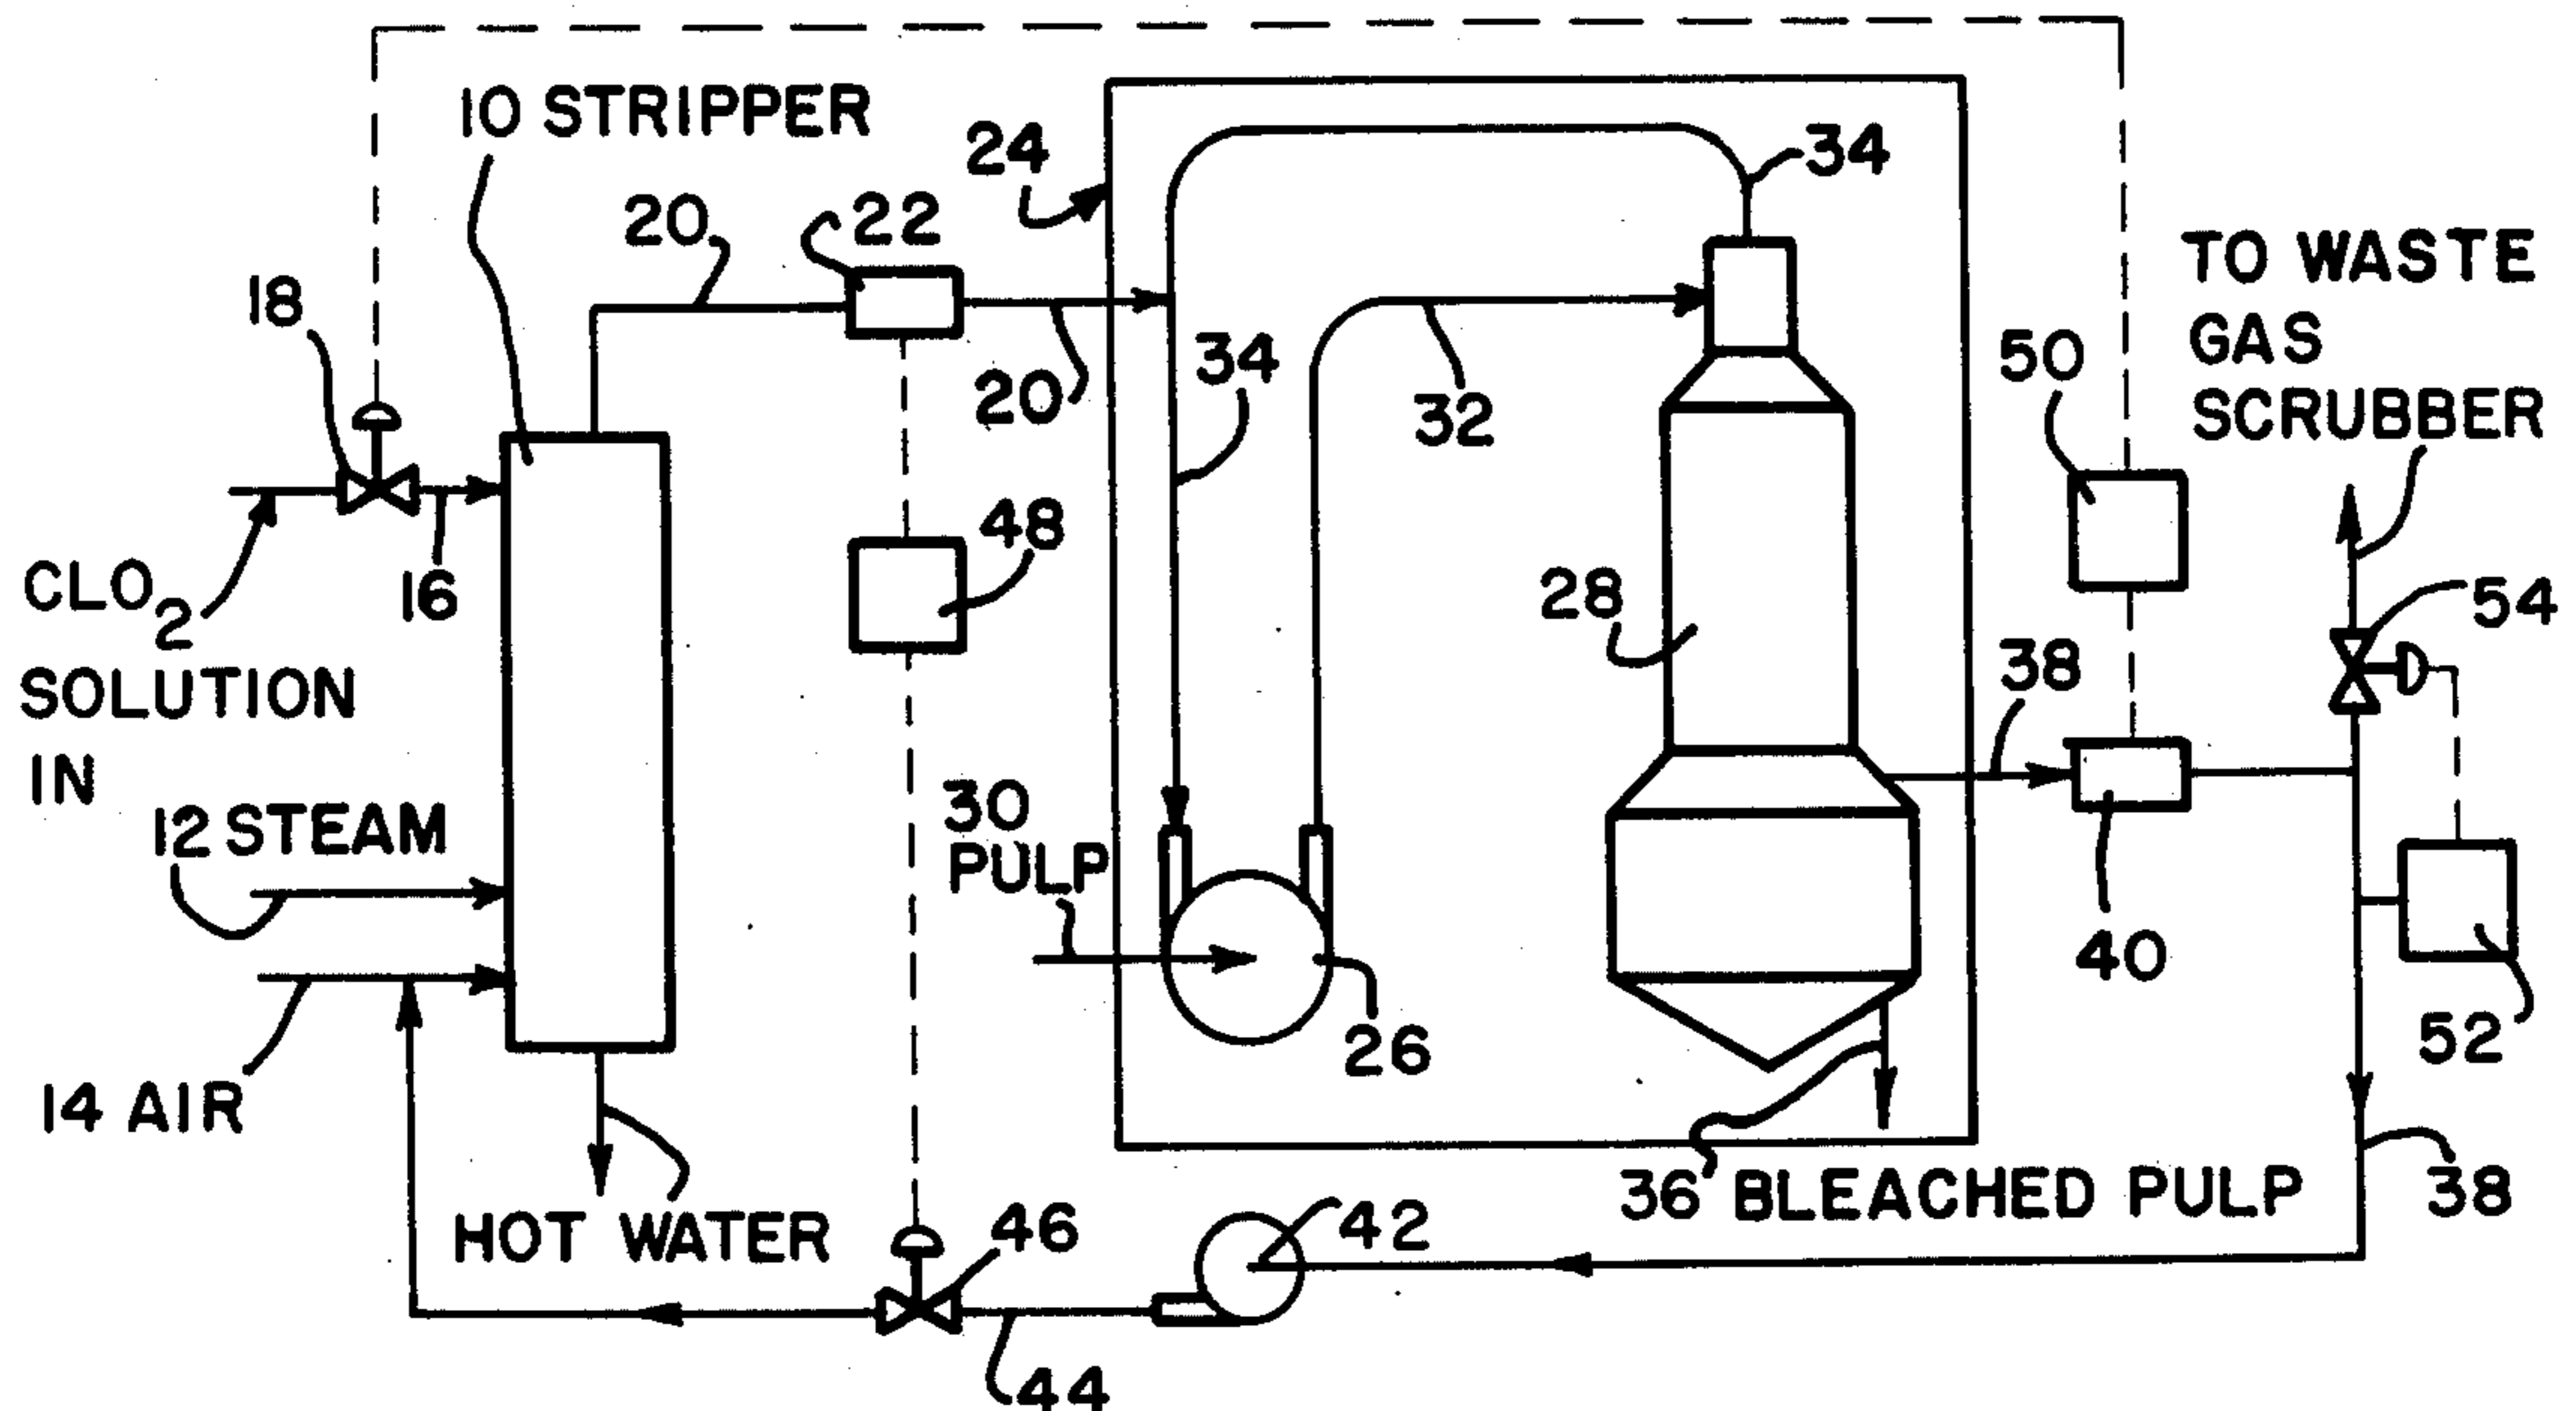 10 STRIPPER
24
34
20
22
18
TO WASTE
GAS
SCRUBBER
50
34
20
32
48
CLO2
SOLUTION
IN
16
28
54
38
12 STEAM
30
PULP
40
52
14 AIR
26
36 BLEACHED PULP
38
HOT WATER
46
42
44